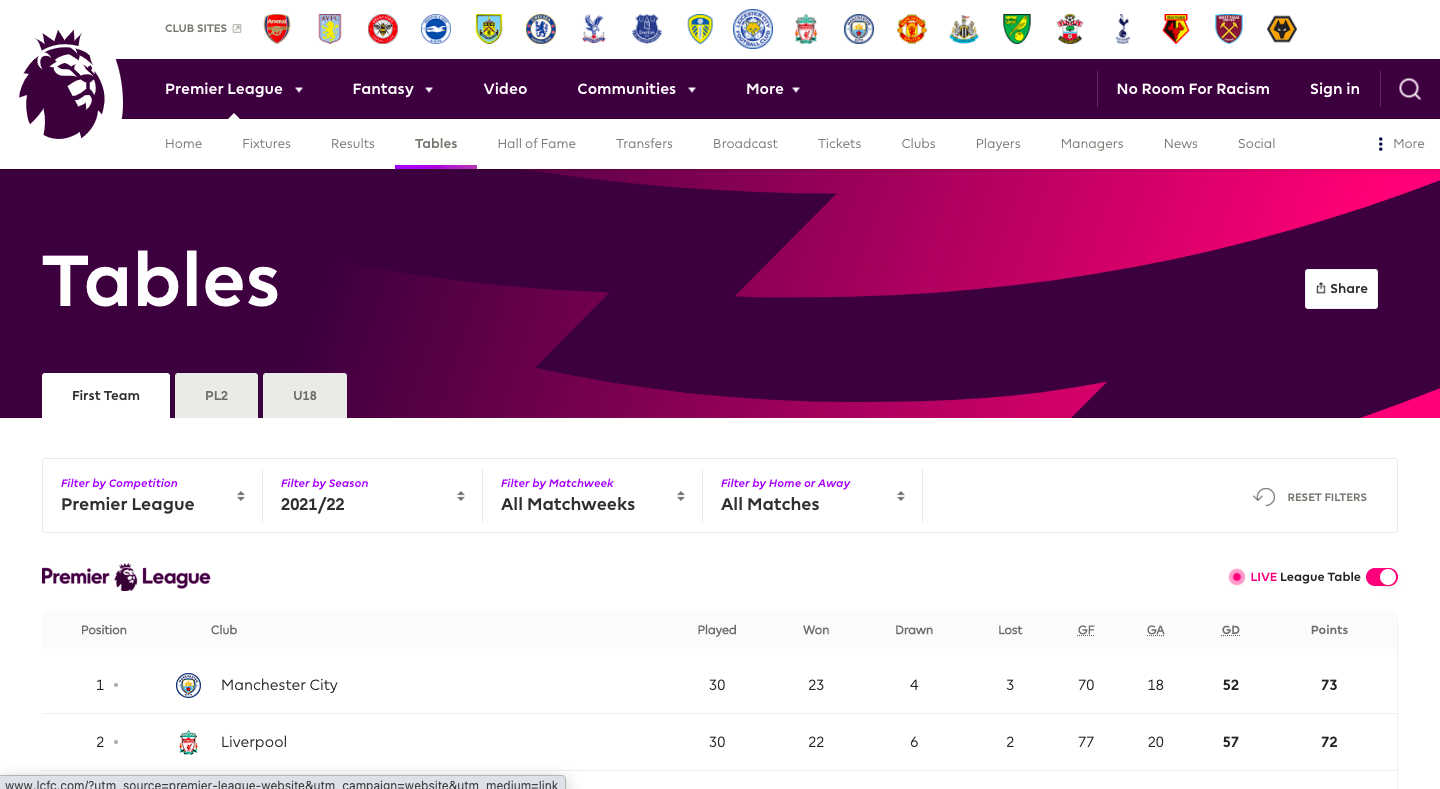 CLUB SITES
Premier League Fantasy Video Communities More No Room For Racism Sign in
Home Fixtures Results Tables Hall of Fame Transfers Broadcast Tickets Clubs Players Managers News Social More
Tables
Share
First Team PL2 U18
Filter by Competition Filter by Season Filter by Matchweek Filter by Home or Away
Premier League 2021/22 All Matchweeks All Matches RESET FILTERS
Premier League LIVE League Table
Position Club Played Won Drawn Lost GF GA GD Points
1 Manchester City 30 23 4 3 70 18 52 73
2 Liverpool 30 22 6 2 77 20 57 72
www.lcfc.com/?utm_source=premier-league-website&utm_campaign=website&utm_medium=link